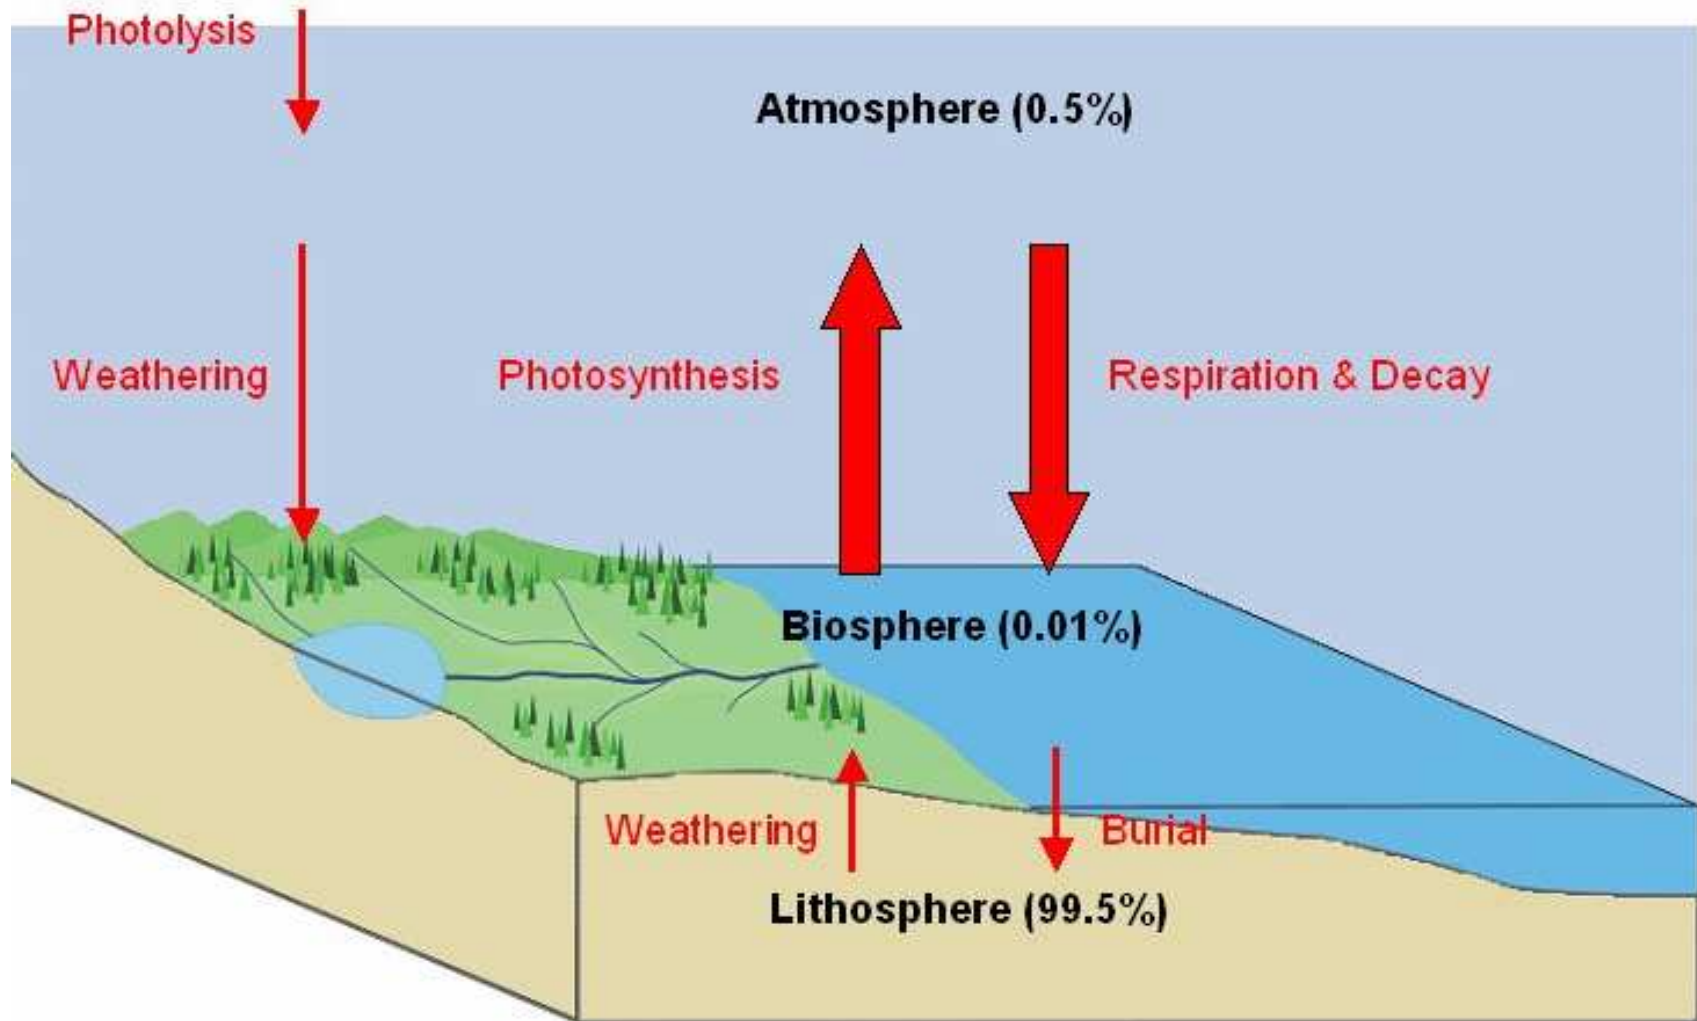 Photolysis
Atmosphere (0.5%)
Weathering
Photosynthesis
Respiration & Decay
Biosphere (0.01%)
Weathering
Burial
Lithosphere (99.5%)